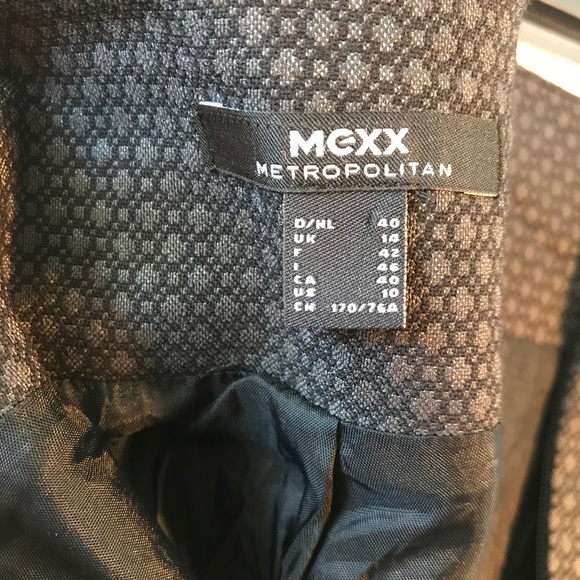 MEXX
METROPOLITAN
D/NL 40
UK 14
F 42
I 46
CA 40
US 10
CN 170/76A